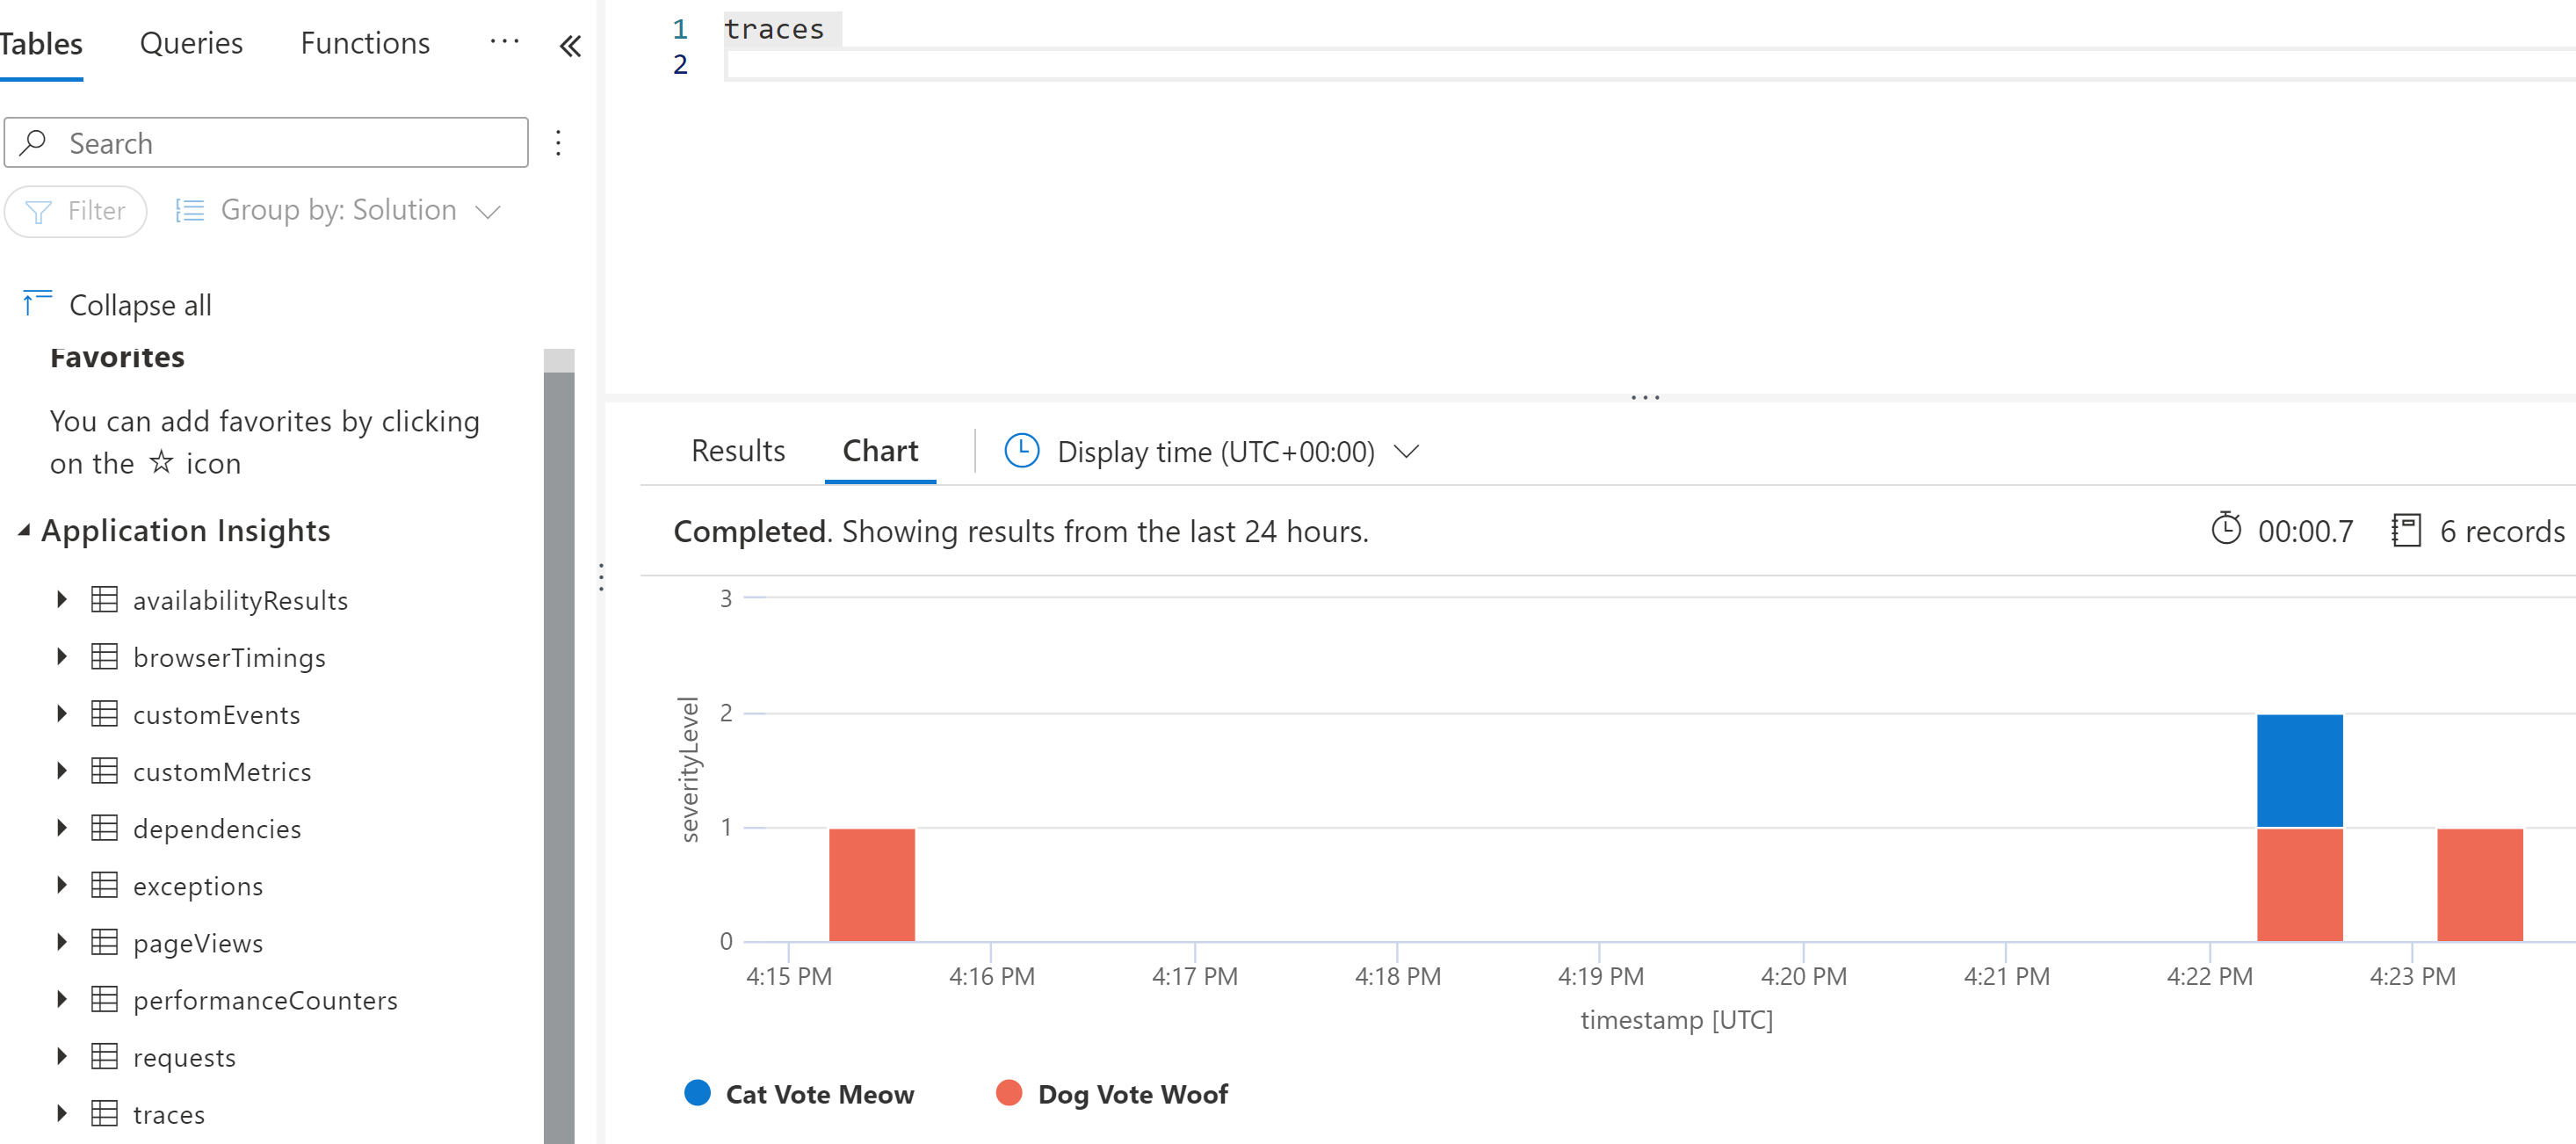 Tables Queries Functions ...
Search
Filter Group by: Solution
Collapse all
Favorites
You can add favorites by clicking
on the ☆ icon
Application Insights
availabilityResults
browserTimings
customEvents
customMetrics
dependencies
exceptions
pageViews
performanceCounters
requests
traces
1 traces
2
Results Chart Display time (UTC+00:00)
Completed. Showing results from the last 24 hours. 00:00.7 6 records
3
2
1
0
severityLevel
4:15 PM 4:16 PM 4:17 PM 4:18 PM 4:19 PM 4:20 PM 4:21 PM 4:22 PM 4:23 PM
timestamp [UTC]
Cat Vote Meow Dog Vote Woof